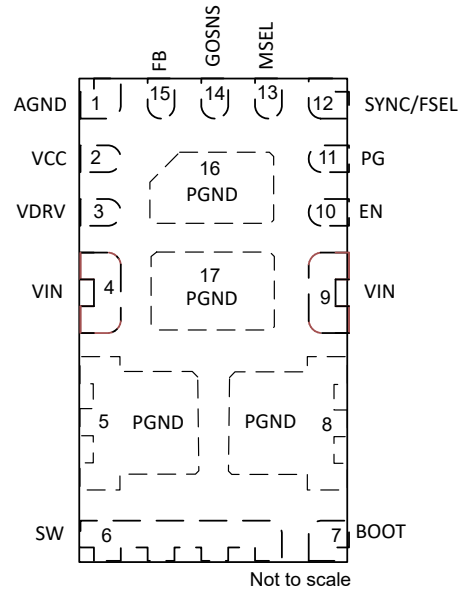 FB
GOSNS
MSEL
AGND 1 15 14 13 12 SYNC/FSEL
VCC 2 11 PG
16
PGND
VDRV 3 10 EN
17
PGND
VIN 4 9 VIN
5 PGND PGND 8
SW 6 7 BOOT
Not to scale